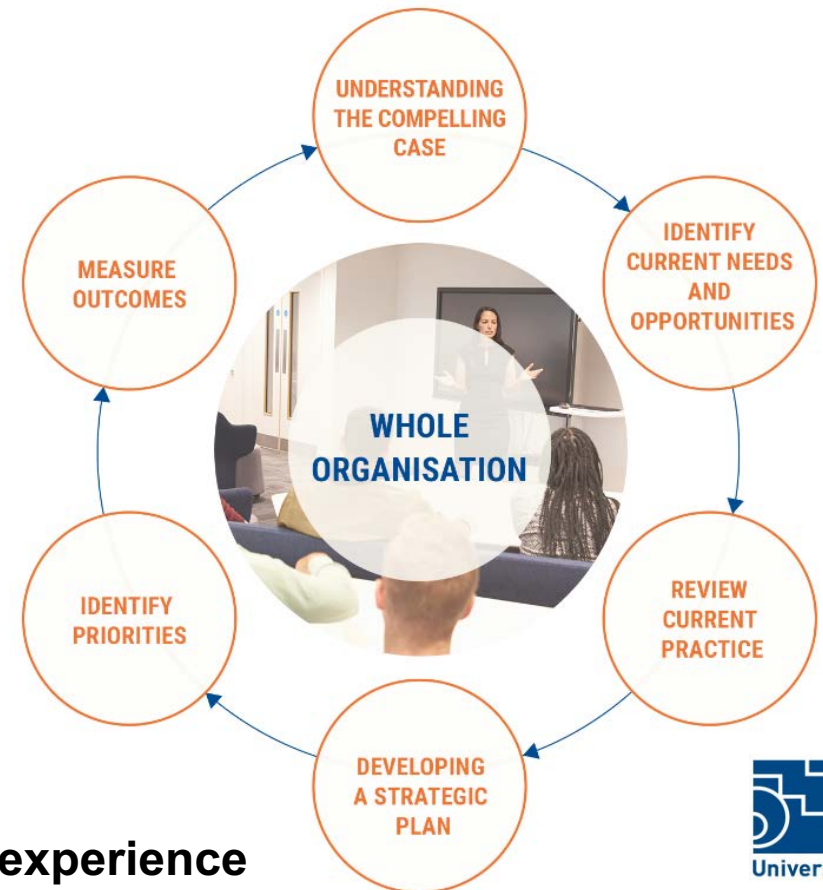 UNDERSTANDING
THE COMPELLING
CASE
IDENTIFY
CURRENT NEEDS
AND
OPPORTUNITIES
REVIEW
CURRENT
PRACTICE
DEVELOPING
A STRATEGIC
PLAN
IDENTIFY
PRIORITIES
MEASURE
OUTCOMES
WHOLE
ORGANISATION
experience
Univer